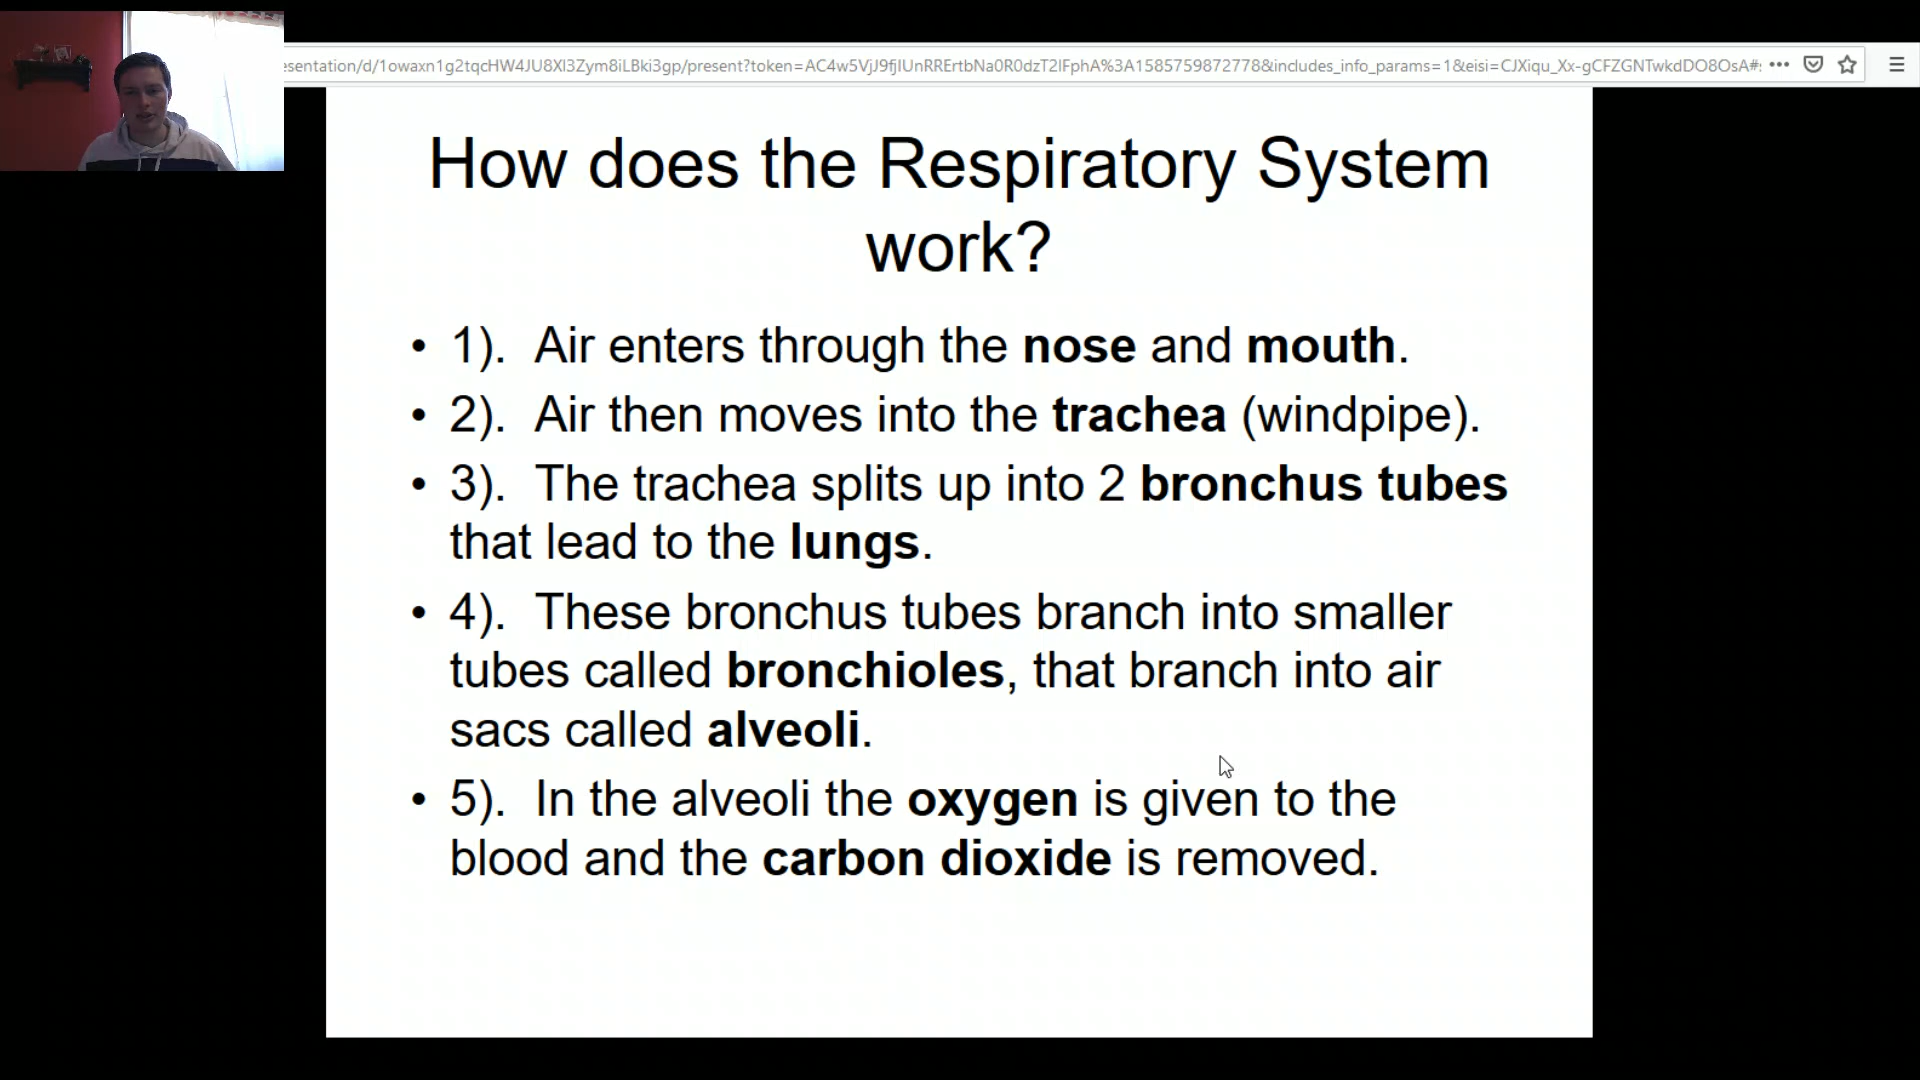 esentation/d/1owaxn1g2tqcHW4JU8Xl3Zym8iLBki3gp/present?token=AC4w5VjJ9fjlUnRRErtbNa0R0dzT2lFphA%3A1585759872778&includes_info_params=1&eisi=CJXiqu_Xx-gCFZGNTwkdDO8OsA#:
How does the Respiratory System
work?
• 1). Air enters through the nose and mouth.
• 2). Air then moves into the trachea (windpipe).
• 3). The trachea splits up into 2 bronchus tubes
that lead to the lungs.
• 4). These bronchus tubes branch into smaller
tubes called bronchioles, that branch into air
sacs called alveoli.
• 5). In the alveoli the oxygen is given to the
blood and the carbon dioxide is removed.